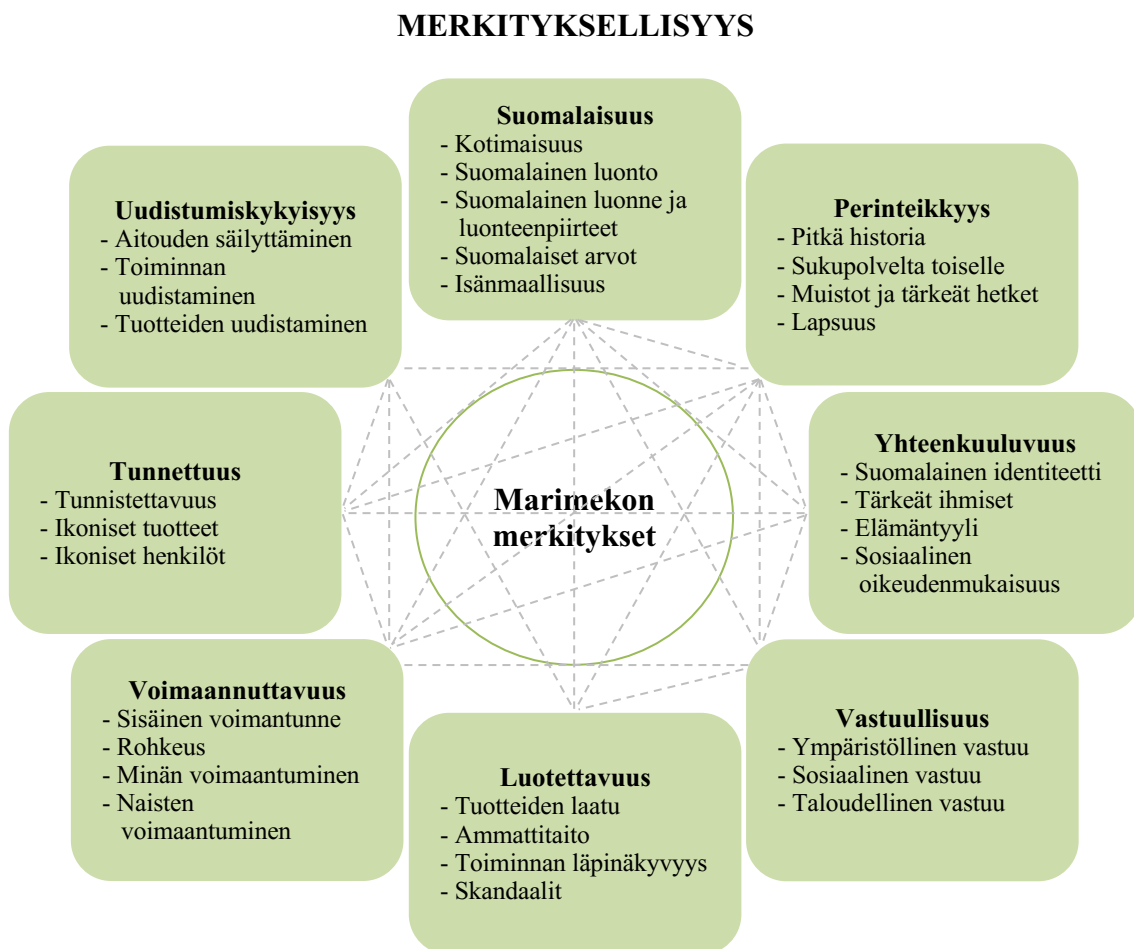 MERKITYKSELLISYYS
Suomalaisuus
- Kotimaisuus
- Suomalainen luonto
- Suomalainen luonne ja
luonteenpiirteet
- Suomalaiset arvot
- Isänmaallisuus
Perinteikkyys
- Pitkä historia
- Sukupolvelta toiselle
- Muistot ja tärkeät hetket
- Lapsuus
Yhteenkuuluvuus
- Suomalainen identiteetti
- Tärkeät ihmiset
- Elämäntyyli
- Sosiaalinen
oikeudenmukaisuus
Vastuullisuus
- Ympäristöllinen vastuu
- Sosiaalinen vastuu
- Taloudellinen vastuu
Luotettavuus
- Tuotteiden laatu
- Ammattitaito
- Toiminnan läpinäkyvyys
- Skandaalit
Voimaannuttavuus
- Sisäinen voimantunne
- Rohkeus
- Minän voimaantuminen
- Naisten
voimaantuminen
Tunnettuus
- Tunnistettavuus
- Ikoniset tuotteet
- Ikoniset henkilöt
Uudistumiskykyisyys
- Aitouden säilyttäminen
- Toiminnan
uudistaminen
- Tuotteiden uudistaminen
Marimekon
merkitykset